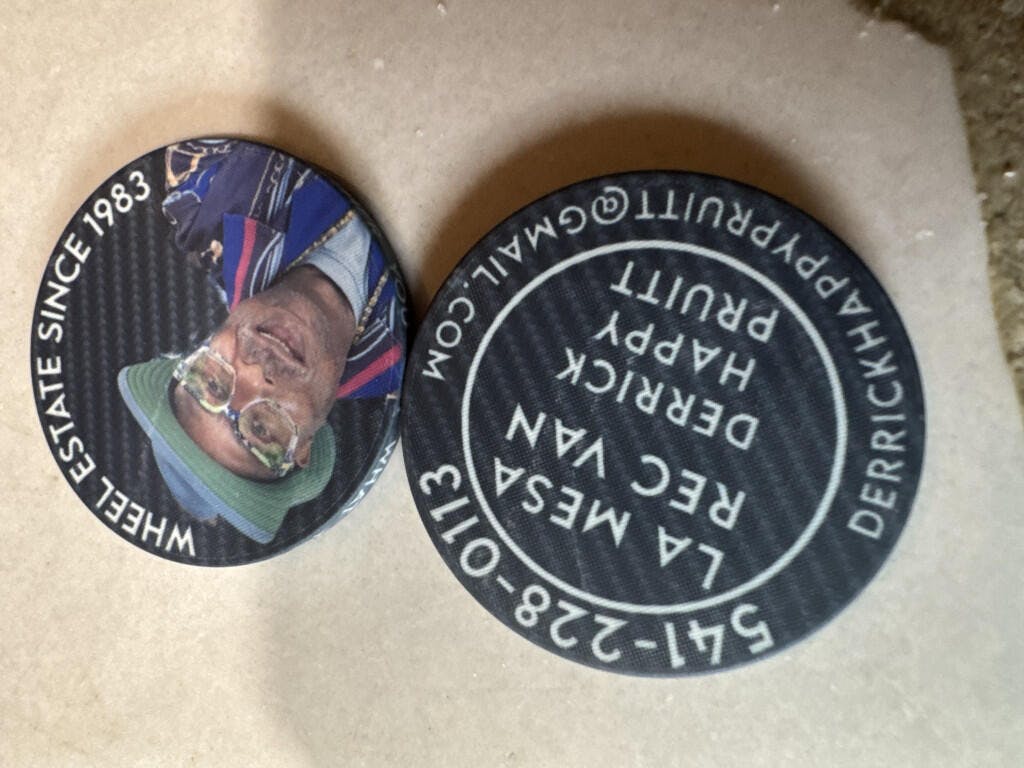 WHEEL ESTATE SINCE 1983
541-228-0113
LA MESA
REC VAN
DERRICK
HAPPY
PRUITT
DERRICKHAPPYPRUITT@GMAIL.COM